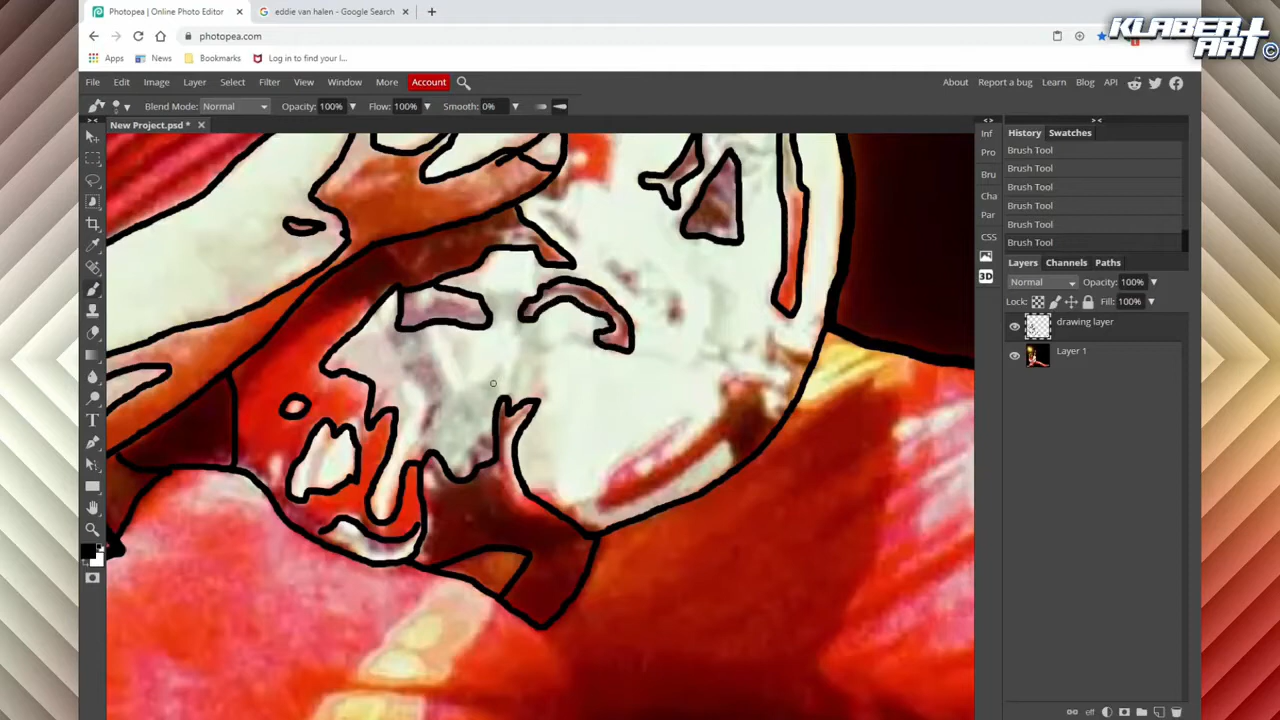 Photopea | Online Photo Editor
eddie van halen - Google Search
KLABERT
ART ©
photopea.com
1
Apps
News
Bookmarks
Log in to find your l...
File Edit Image Layer Select Filter View Window More Account
About Report a bug Learn Blog API
Blend Mode: Normal Opacity: 100% Flow: 100% Smooth: 0%
New Project.psd *
Inf
Pro
Bru
Cha
Par
CSS
3D
History Swatches
Brush Tool
Brush Tool
Brush Tool
Brush Tool
Brush Tool
Brush Tool
Layers Channels Paths
Normal Opacity: 100%
Lock: Fill: 100%
drawing layer
Layer 1
eff